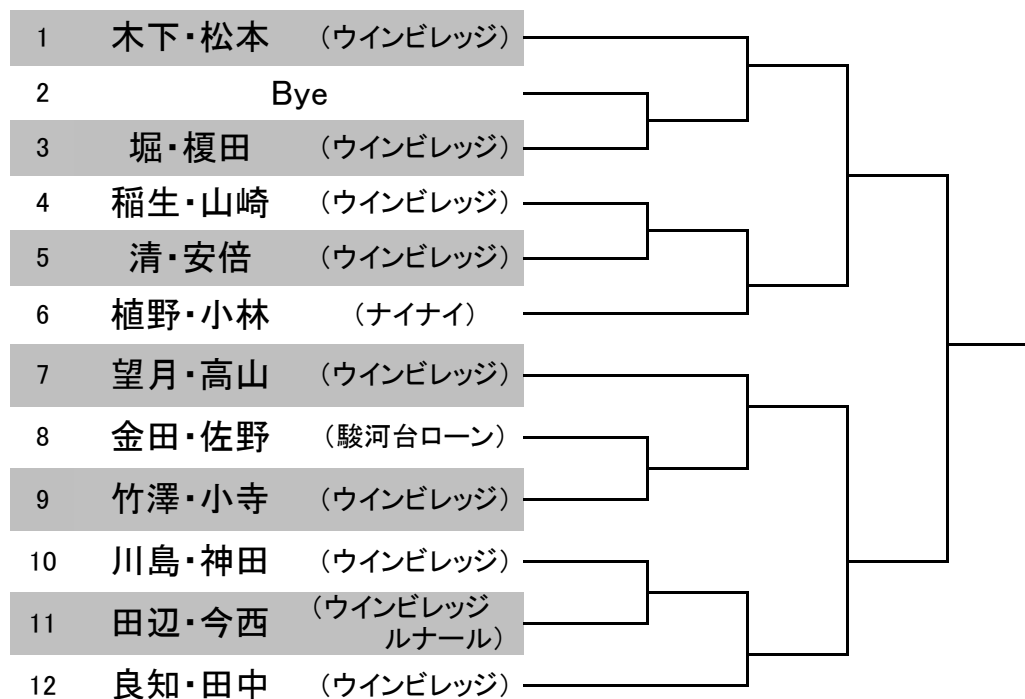 1 木下・松本 (ウインビレッジ)
2 Bye
3 堀・榎田 (ウインビレッジ)
4 稲生・山崎 (ウインビレッジ)
5 清・安倍 (ウインビレッジ)
6 植野・小林 (ナイナイ)
7 望月・高山 (ウインビレッジ)
8 金田・佐野 (駿河台ローン)
9 竹澤・小寺 (ウインビレッジ)
10 川島・神田 (ウインビレッジ)
11 田辺・今西 (ウインビレッジ
ルナール)
12 良知・田中 (ウインビレッジ)